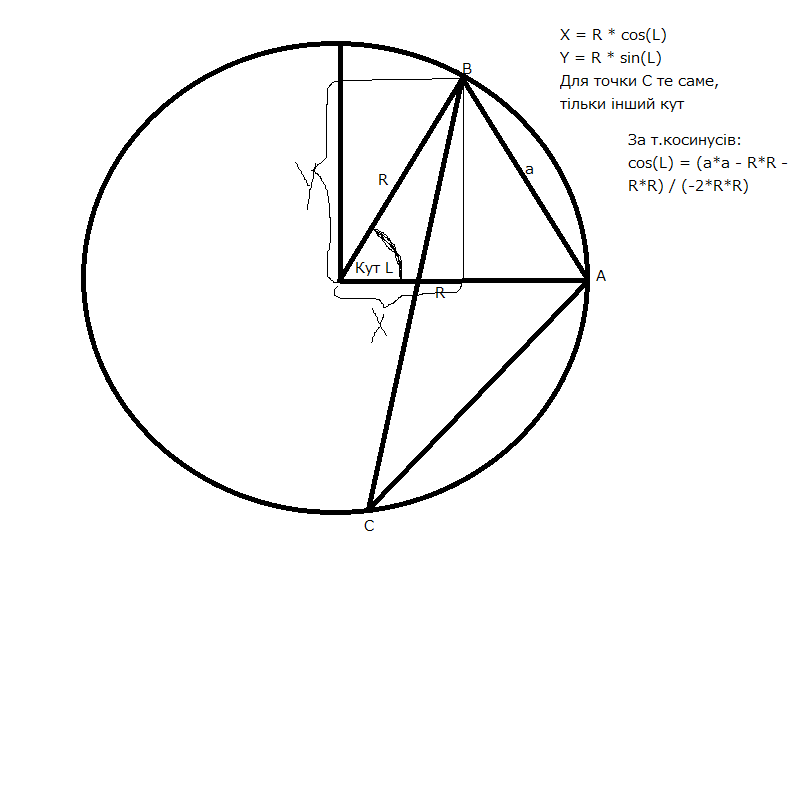 X = R * cos(L)
Y = R * sin(L)
Для точки C те саме,
тільки інший кут
За т.косинусів:
cos(L) = (a*a - R*R -
R*R) / (-2*R*R)
B
a
R
Y
Кут L
A
R
X
C